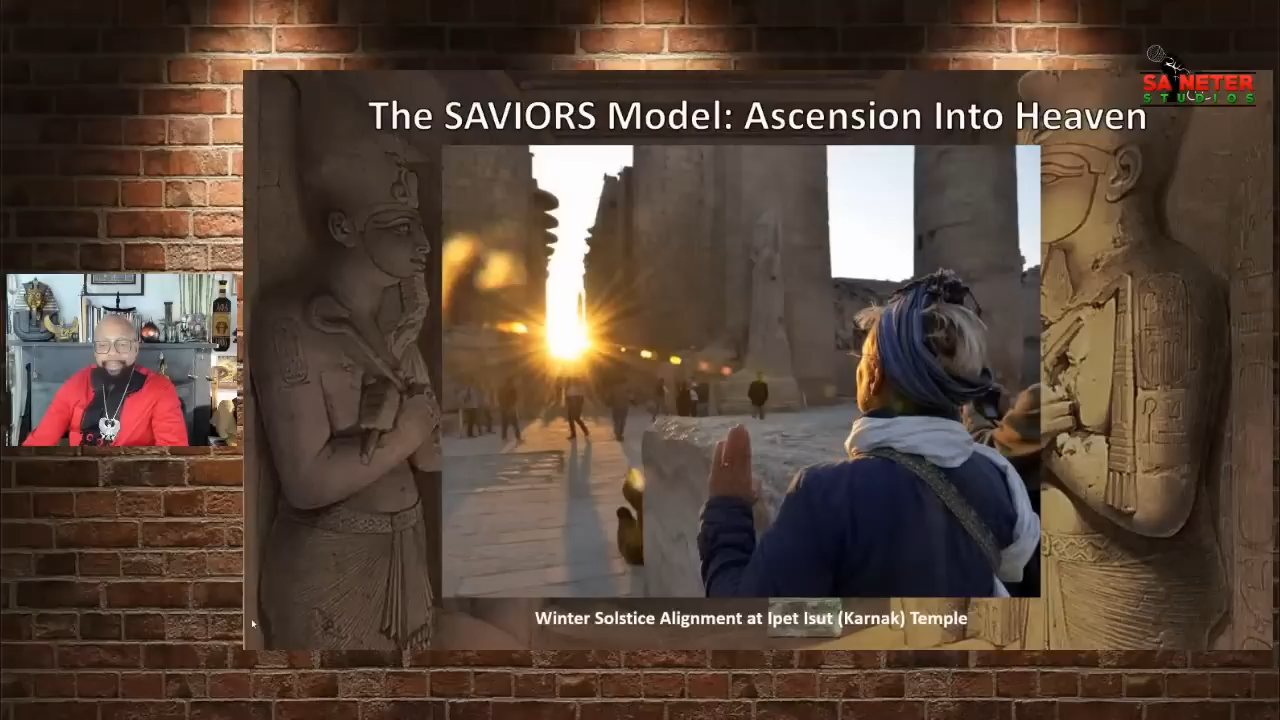 SA NETER
STUDIOS
The SAVIORS Model: Ascension Into Heaven
Winter Solstice Alignment at Ipet Isut (Karnak) Temple